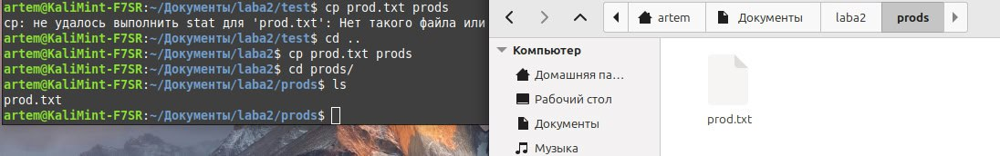 artem@KaliMint-F7SR:~/Документы/laba2/test$ cp prod.txt prods
cp: не удалось выполнить stat для 'prod.txt': Нет такого файла или
artem@KaliMint-F7SR:~/Документы/laba2/test$ cd ..
artem@KaliMint-F7SR:~/Документы/laba2$ cp prod.txt prods
artem@KaliMint-F7SR:~/Документы/laba2$ cd prods/
artem@KaliMint-F7SR:~/Документы/laba2/prods$ ls
prod.txt
artem@KaliMint-F7SR:~/Документы/laba2/prods$
artem Документы laba2 prods
Компьютер
Домашняя па...
Рабочий стол
Документы
Музыка
prod.txt